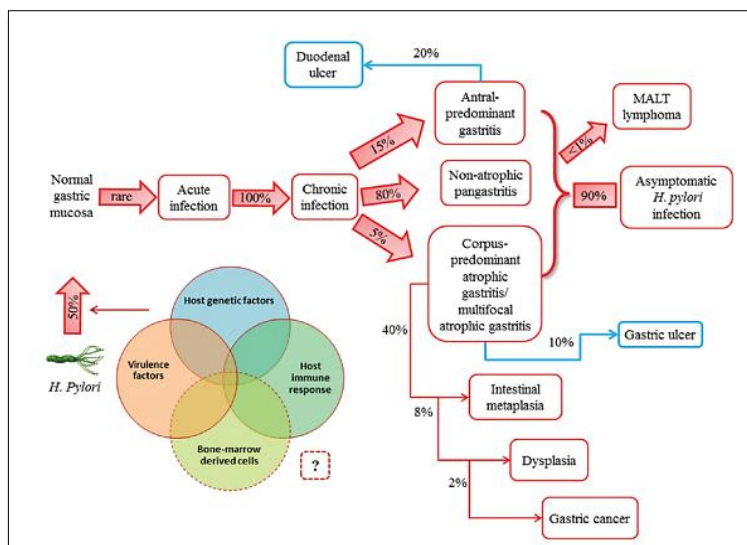 20%
Duodenal
ulcer
Antral-
predominant
gastritis
MALT
lymphoma
15%
<1%
Normal
gastric
mucosa
rare
Acute
infection
100%
Chronic
infection
80%
Non-atrophic
pangastritis
90%
Asymptomatic
H. pylori
infection
5%
Corpus-
predominant
atrophic
gastritis/
multifocal
atrophic gastritis
50%
H. Pylori
Host genetic factors
Virulence
factors
Host
immune
response
Bone-marrow
derived cells
?
40%
10%
Gastric ulcer
Intestinal
metaplasia
8%
Dysplasia
2%
Gastric cancer